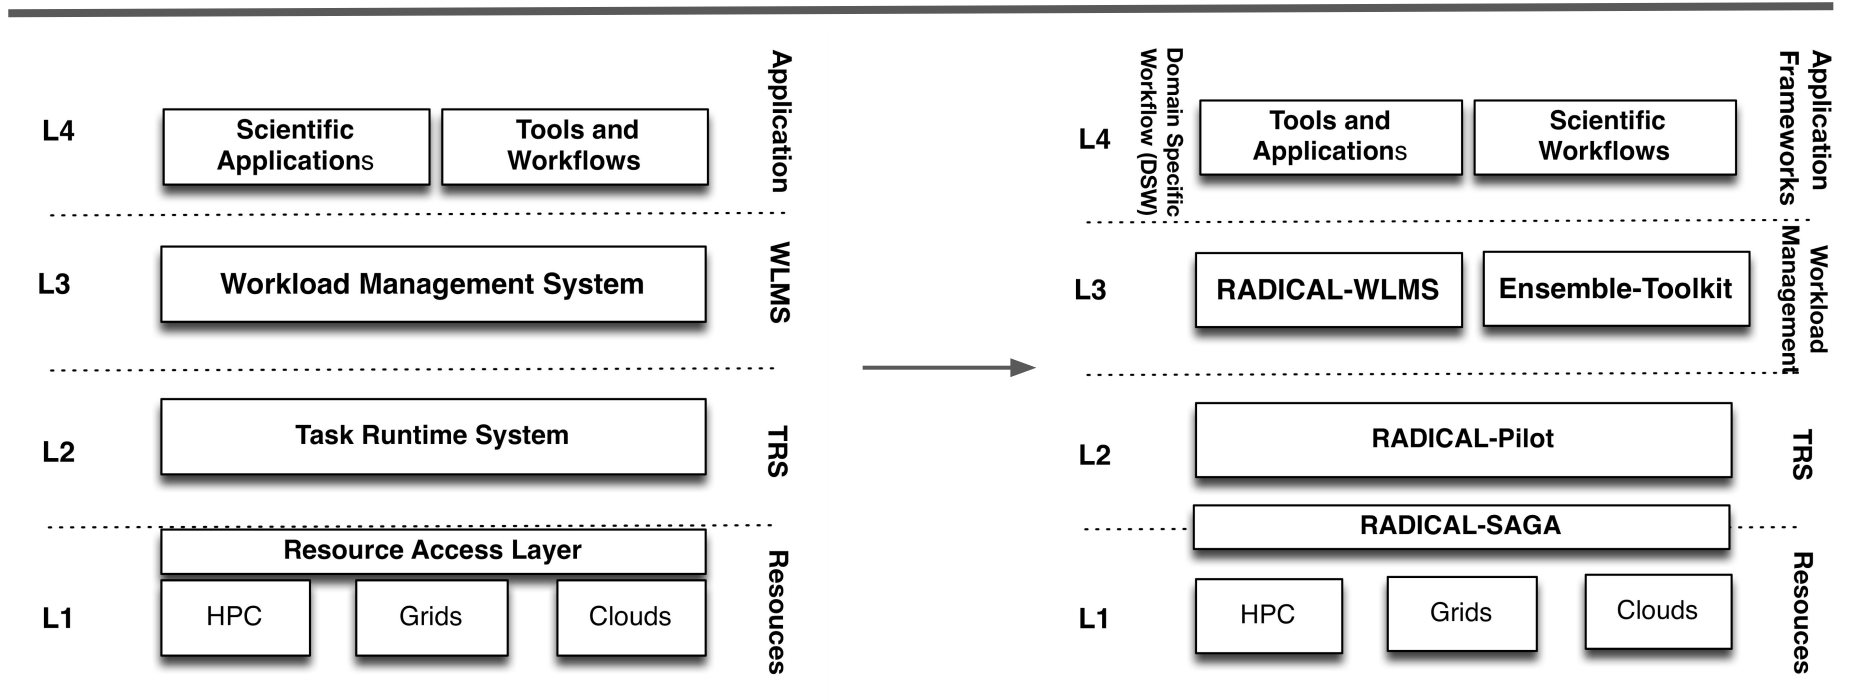 Application
L4
Scientific
Applications
Tools and
Workflows
WLMS
L3
Workload Management System
TRS
L2
Task Runtime System
Resouces
Resource Access Layer
L1
HPC
Grids
Clouds
Domain Specific
Workflow (DSW)
Application
Frameworks
L4
Tools and
Applications
Scientific
Workflows
Workload
Management
L3
RADICAL-WLMS
Ensemble-Toolkit
TRS
L2
RADICAL-Pilot
RADICAL-SAGA
Resouces
L1
HPC
Grids
Clouds